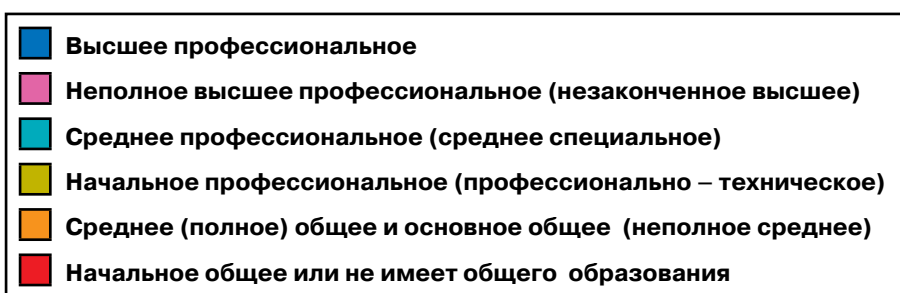 Высшее профессиональное
Неполное высшее профессиональное (незаконченное высшее)
Среднее профессиональное (среднее специальное)
Начальное профессиональное (профессионально – техническое)
Среднее (полное) общее и основное общее (неполное среднее)
Начальное общее или не имеет общего образования